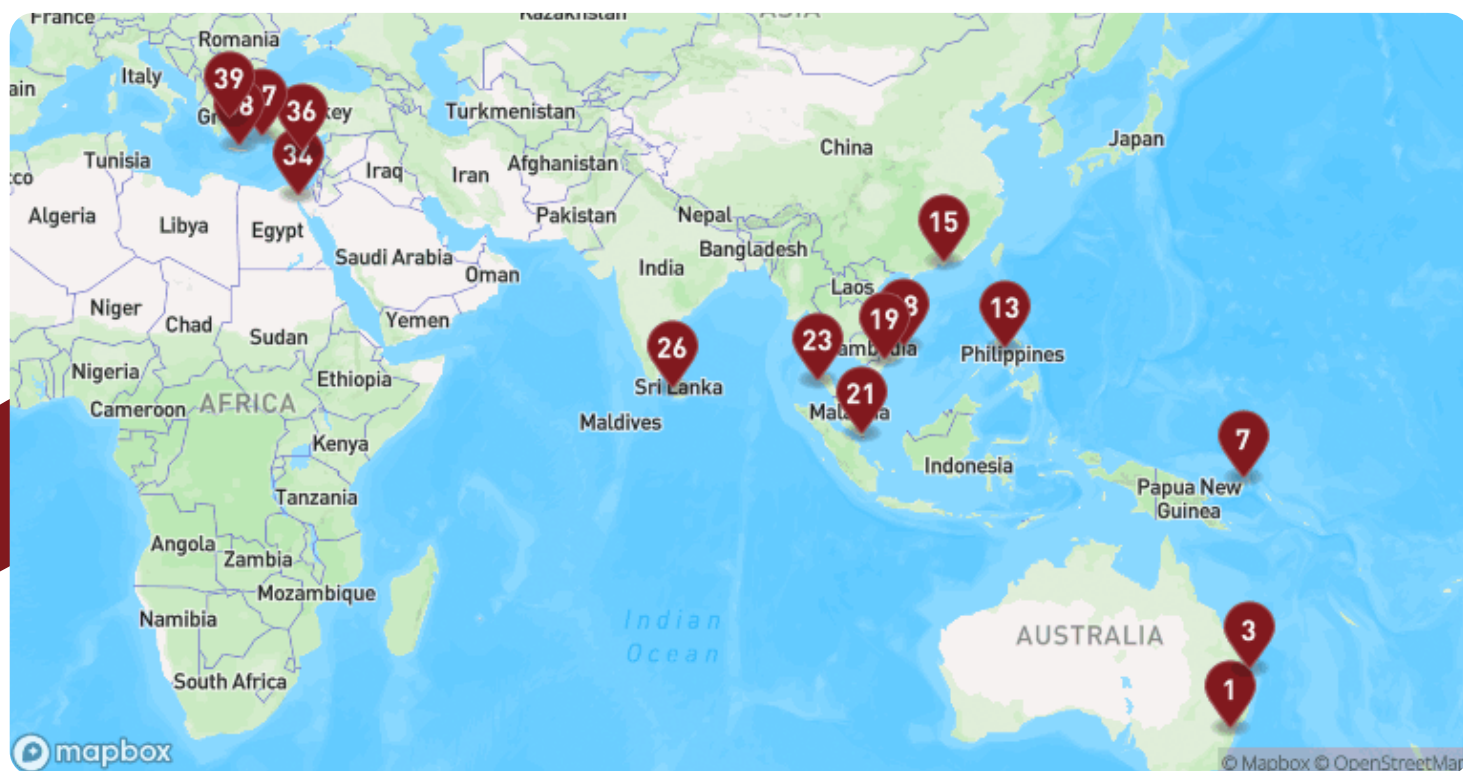 France
Romania
ASIA
Italy
39
8
7
36
34
Turkmenistan
Japan
China
Tunisia
Iraq
Iran
Afghanistan
Algeria
Libya
Egypt
Pakistan
Nepal
Bangladesh
15
Saudi Arabia
Oman
India
Laos
Niger
Chad
Sudan
Yemen
26
23
19
8
13
Philippines
Nigeria
Ethiopia
Sri Lanka
21
Cameroon
AFRICA
Maldives
Kenya
7
Indonesia
Tanzania
Papua New
Guinea
Angola
Zambia
Mozambique
Namibia
Indian
Ocean
AUSTRALIA
3
South Africa
1
mapbox
© Mapbox © OpenStreetMap